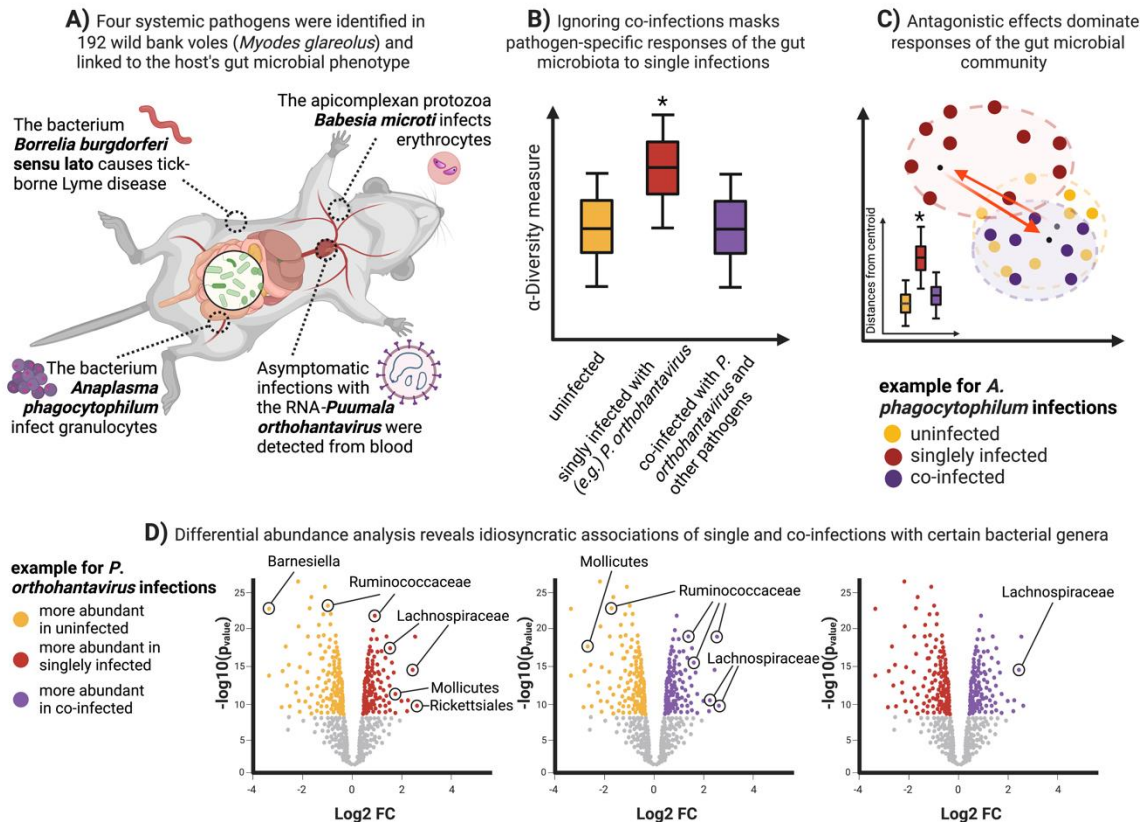 A) Four systemic pathogens were identified in
192 wild bank voles (Myodes glareolus) and
linked to the host's gut microbial phenotype
The bacterium
Borrelia burgdorferi
sensu lato causes tick-
borne Lyme disease
The apicomplexan protozoa
Babesia microti infects
erythrocytes
The bacterium
Anaplasma
phagocytophilum
infect granulocytes
Asymptomatic
infections with
the RNA-Puumala
orthohantavirus were
detected from blood
B) Ignoring co-infections masks
pathogen-specific responses of the gut
microbiota to single infections
α-Diversity measure
*
uninfected
singly infected with
(e.g.) P. orthohantavirus
co-infected with P.
orthohantavirus and
other pathogens
C) Antagonistic effects dominate
responses of the gut microbial
community
Distances from centroid
*
example for A.
phagocytophilum infections
uninfected
singlely infected
co-infected
D) Differential abundance analysis reveals idiosyncratic associations of single and co-infections with certain bacterial genera
example for P.
orthohantavirus infections
more abundant
in uninfected
more abundant in
singlely infected
more abundant
in co-infected
Barnesiella
Ruminococcaceae
Lachnospiraceae
Mollicutes
Rickettsiales
-log10(pvalue)
25
20
15
10
5
0
-4 -2 0 2 4
Log2 FC
Mollicutes
Ruminococcaceae
Lachnospiraceae
-log10(pvalue)
25
20
15
10
5
0
-4 -2 0 2 4
Log2 FC
Lachnospiraceae
-log10(pvalue)
25
20
15
10
5
0
-4 -2 0 2 4
Log2 FC